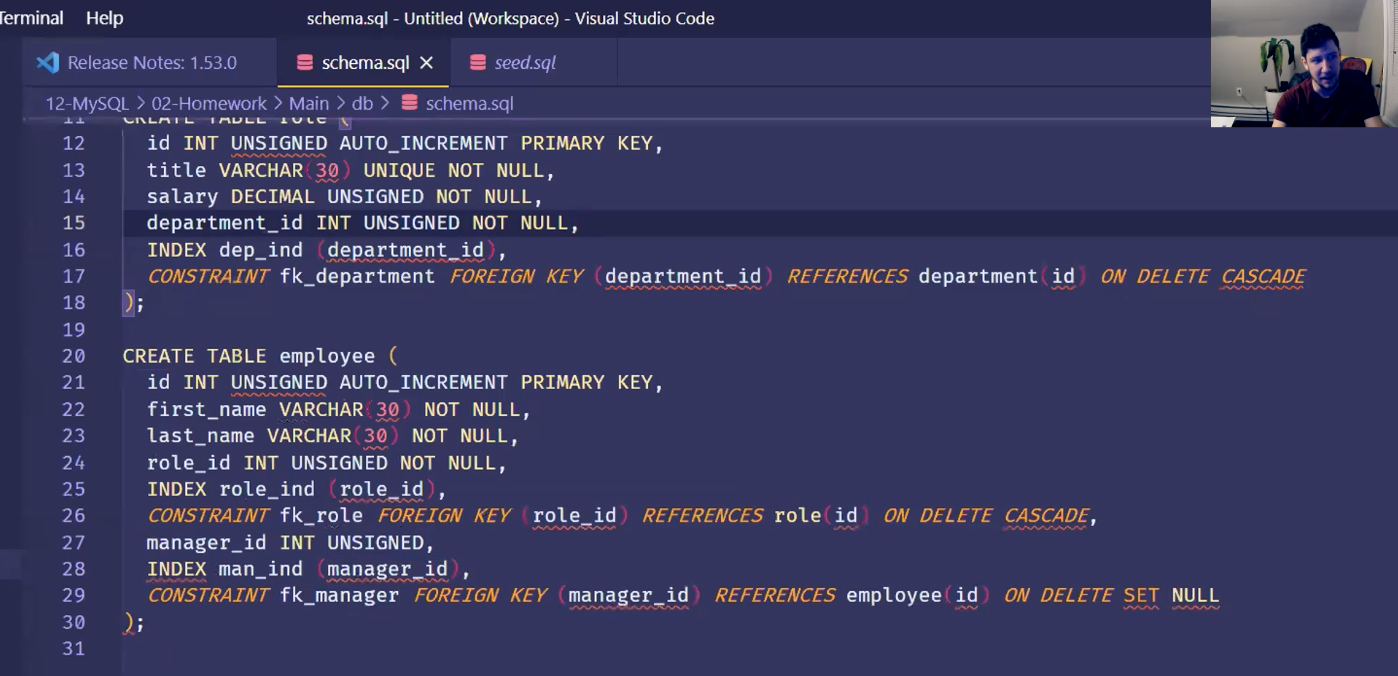 Terminal Help schema.sql - Untitled (Workspace) - Visual Studio Code
Release Notes: 1.53.0 schema.sql × seed.sql
12-MySQL > 02-Homework > Main > db > schema.sql
11 CREATE TABLE role (
12 id INT UNSIGNED AUTO_INCREMENT PRIMARY KEY,
13 title VARCHAR(30) UNIQUE NOT NULL,
14 salary DECIMAL UNSIGNED NOT NULL,
15 department_id INT UNSIGNED NOT NULL,
16 INDEX dep_ind (department_id),
17 CONSTRAINT fk_department FOREIGN KEY (department_id) REFERENCES department(id) ON DELETE CASCADE
18 );
19
20 CREATE TABLE employee (
21 id INT UNSIGNED AUTO_INCREMENT PRIMARY KEY,
22 first_name VARCHAR(30) NOT NULL,
23 last_name VARCHAR(30) NOT NULL,
24 role_id INT UNSIGNED NOT NULL,
25 INDEX role_ind (role_id),
26 CONSTRAINT fk_role FOREIGN KEY (role_id) REFERENCES role(id) ON DELETE CASCADE,
27 manager_id INT UNSIGNED,
28 INDEX man_ind (manager_id),
29 CONSTRAINT fk_manager FOREIGN KEY (manager_id) REFERENCES employee(id) ON DELETE SET NULL
30 );
31